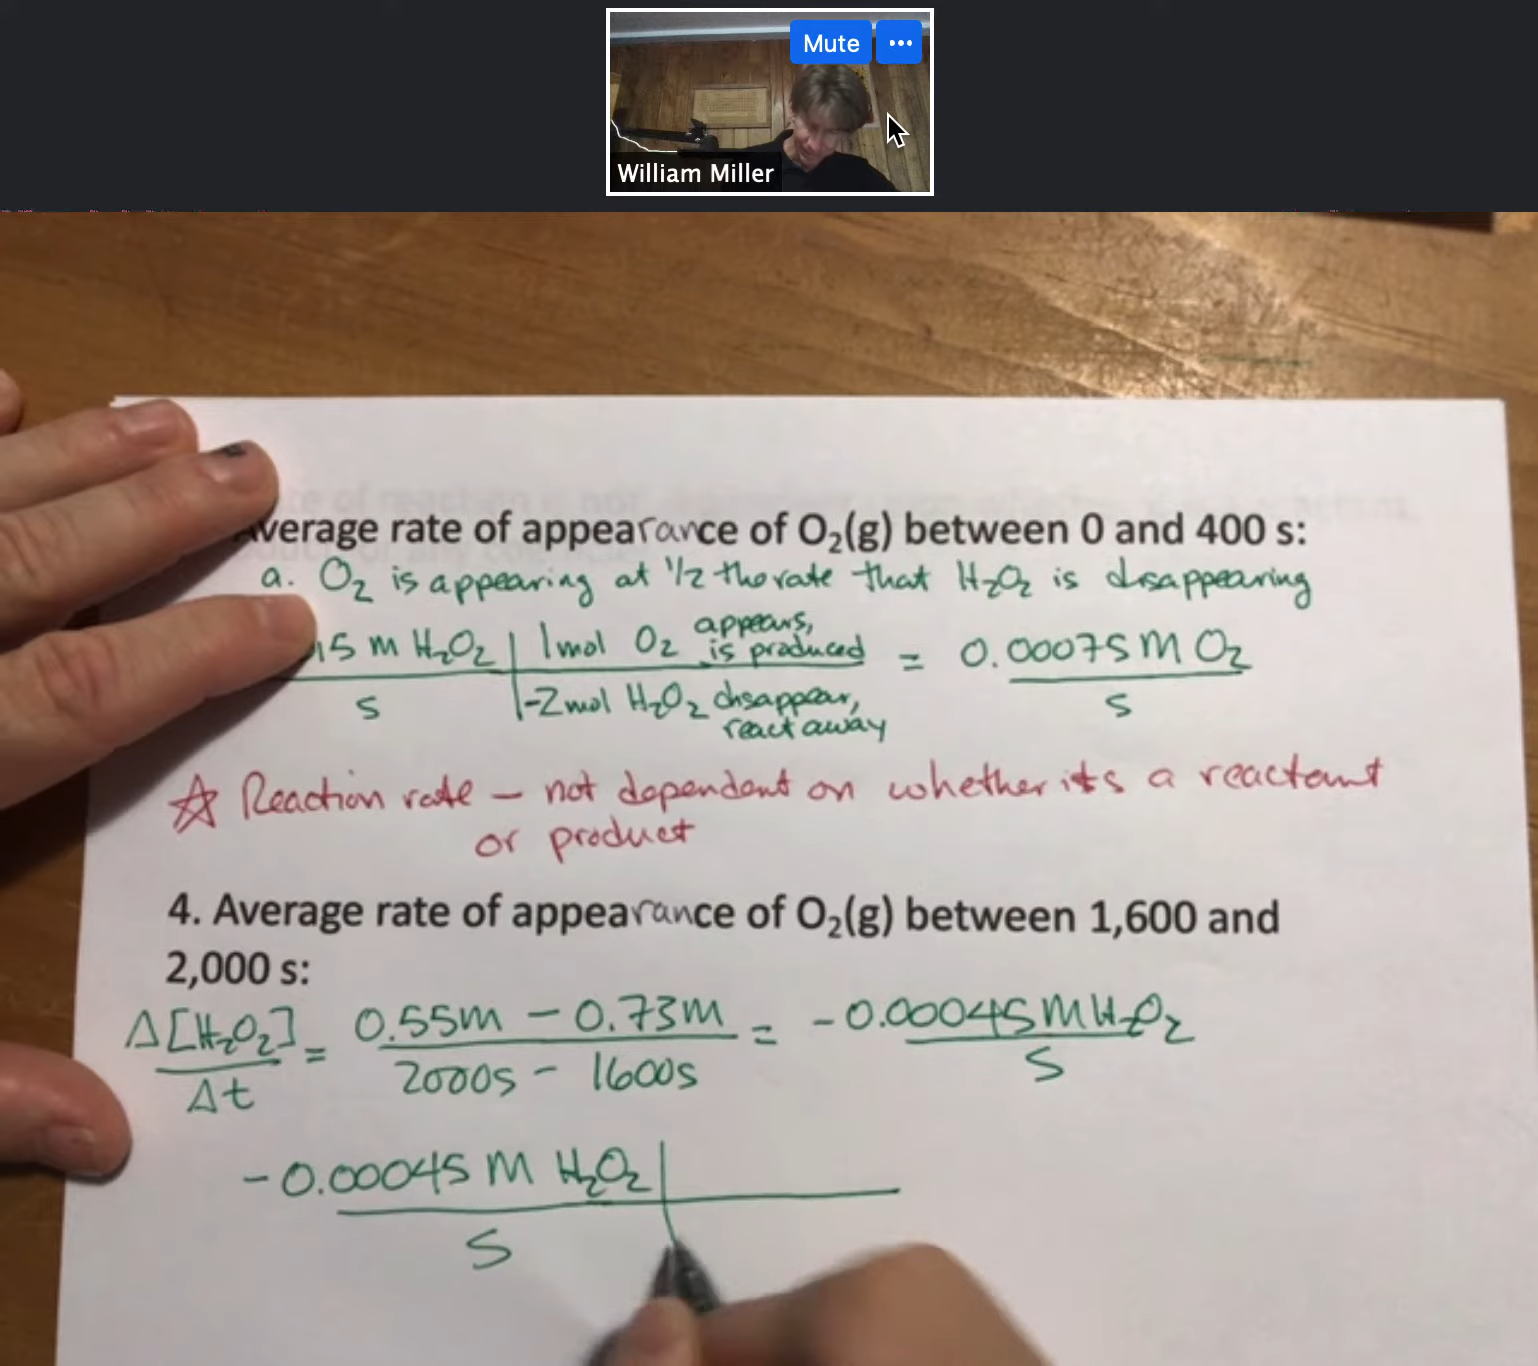 Mute
William Miller
Average rate of appearance of O₂(g) between 0 and 400 s:
a. O₂ is appearing at 1/2 the rate that H₂O₂ is disappearing
15 M H₂O₂ | 1 mol O₂ appears, is produced = 0.00075 M O₂
s | -2 mol H₂O₂ disappear, react away s
☆ Reaction rate – not dependent on whether its a reactant
or product
4. Average rate of appearance of O₂(g) between 1,600 and
2,000 s:
Δ[H₂O₂] = 0.55M - 0.73M = -0.00045 M H₂O₂
Δt 2000s - 1600s s
-0.00045 M H₂O₂
s